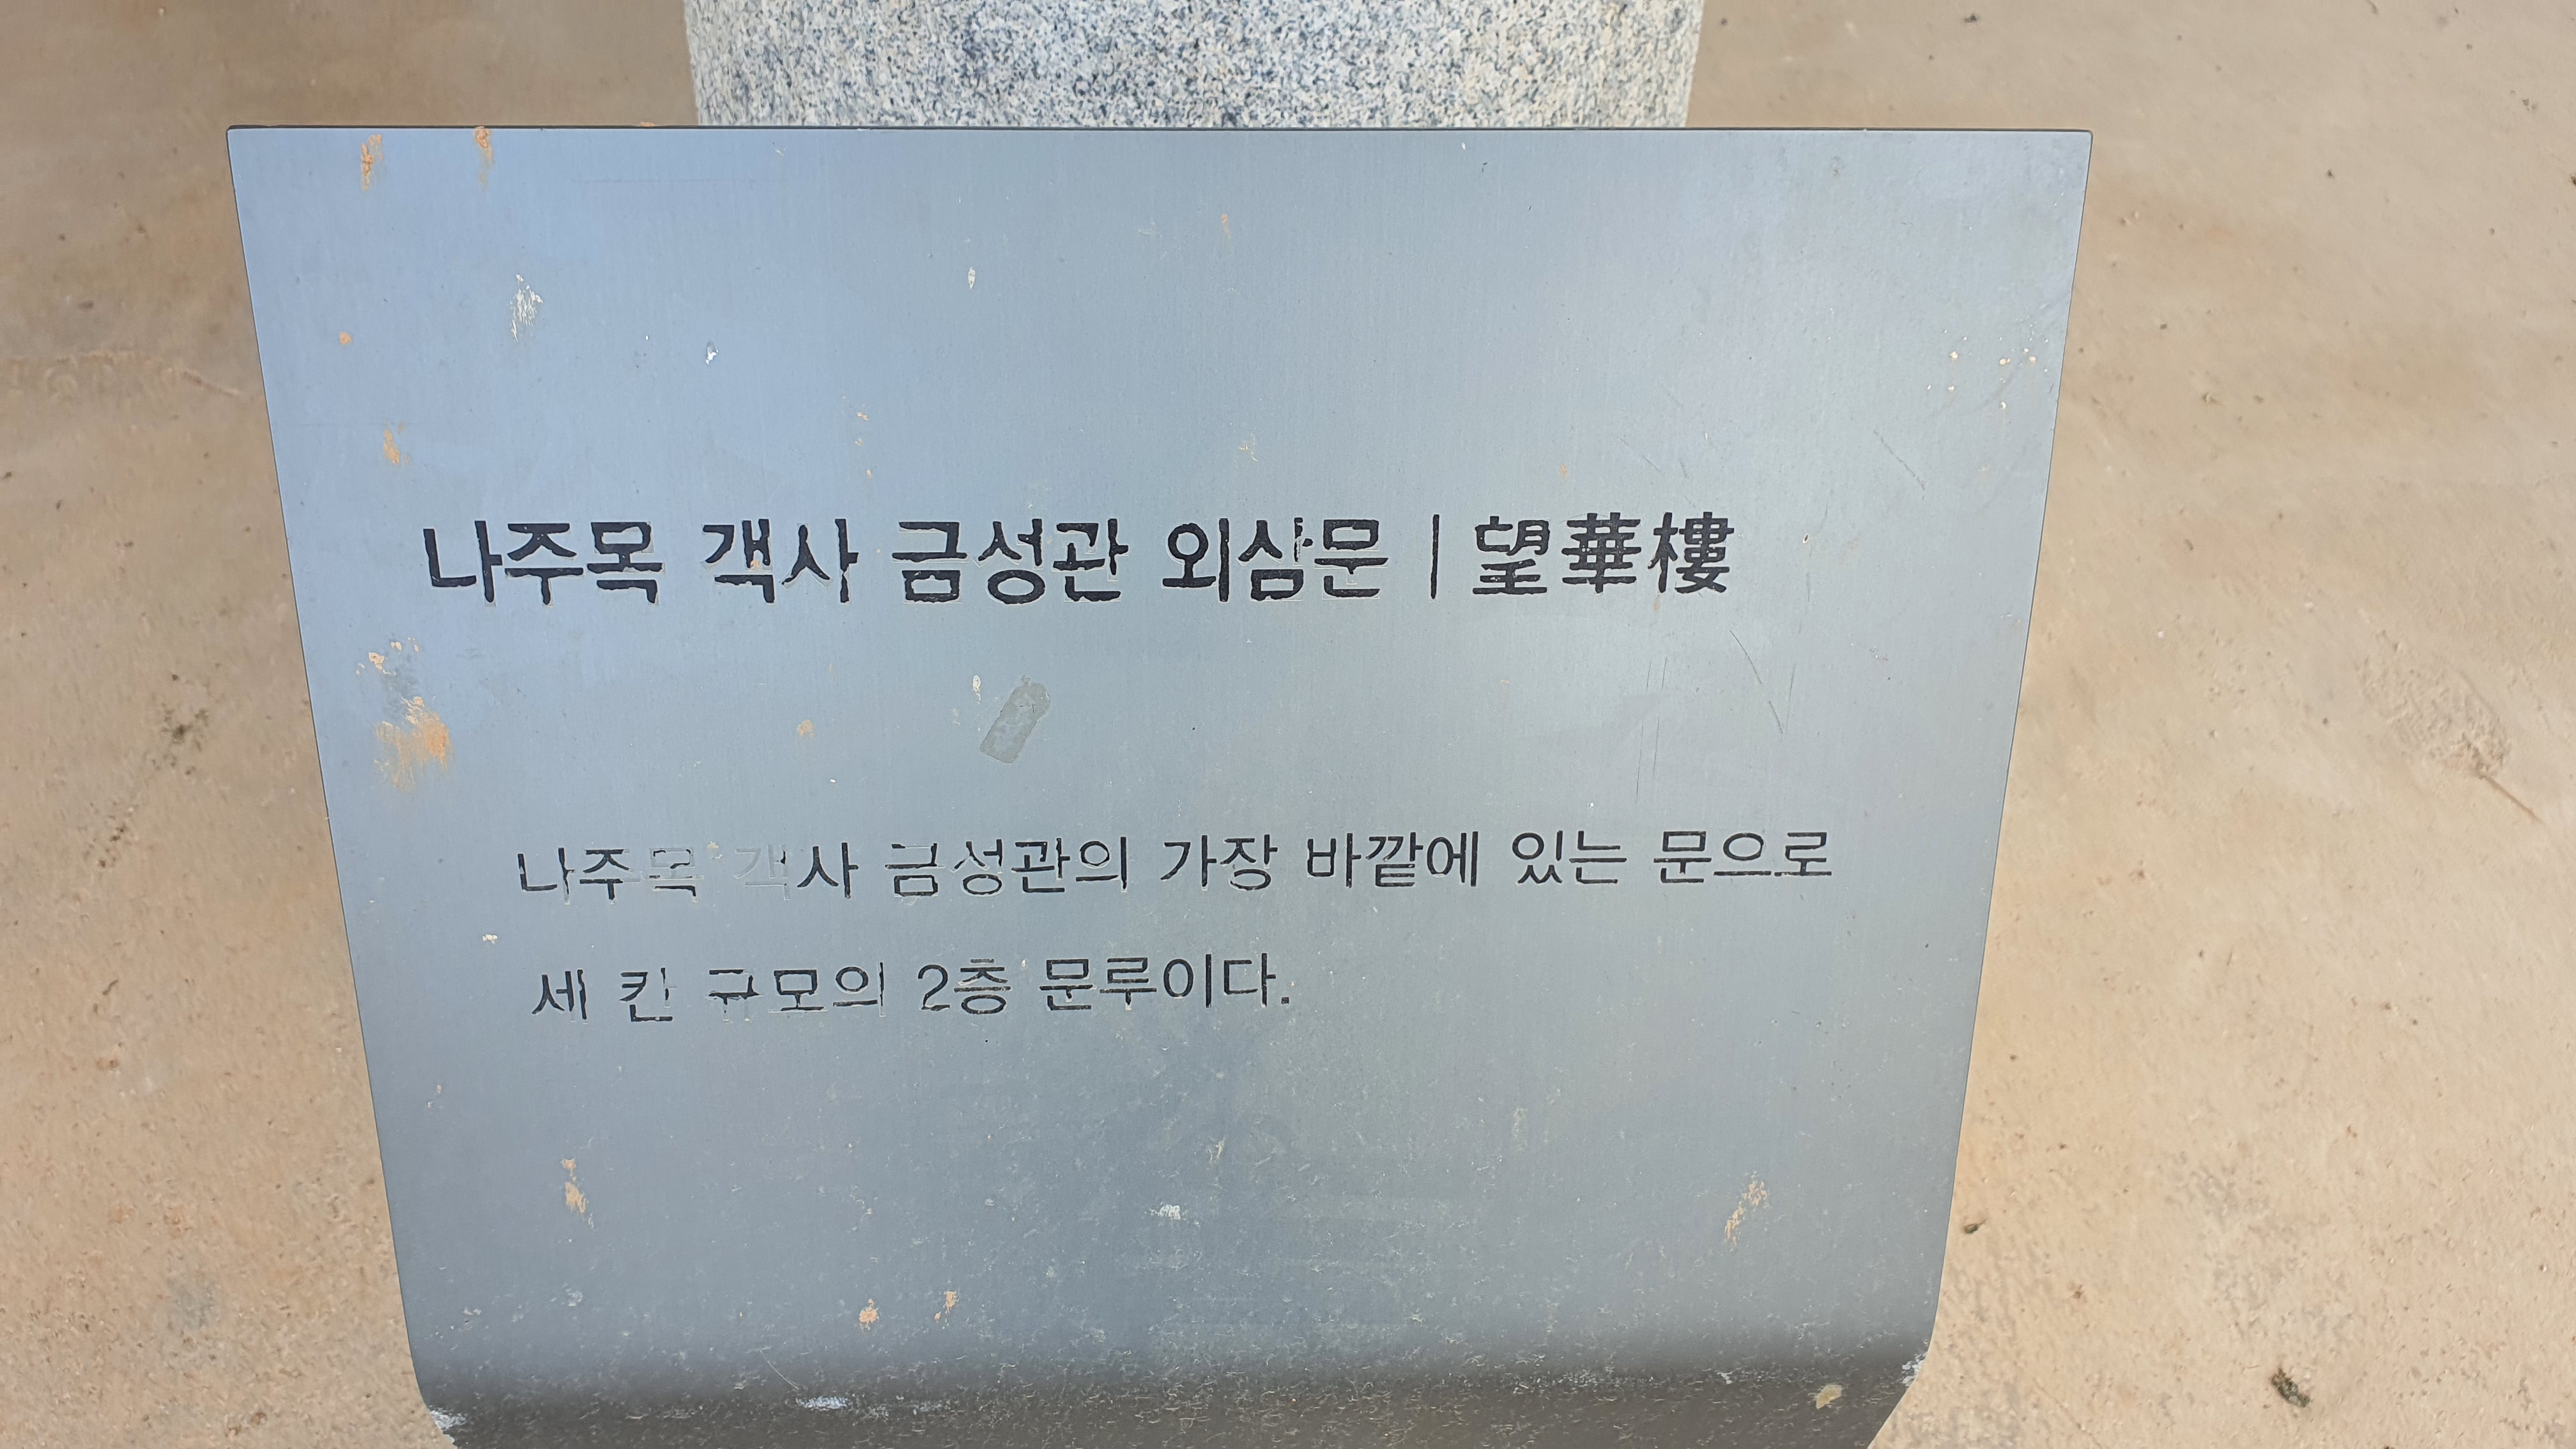 나주목 객사 금성관 외삼문 | 望華樓
나주목 객사 금성관의 가장 바깥에 있는 문으로
세 칸 규모의 2층 문루이다.